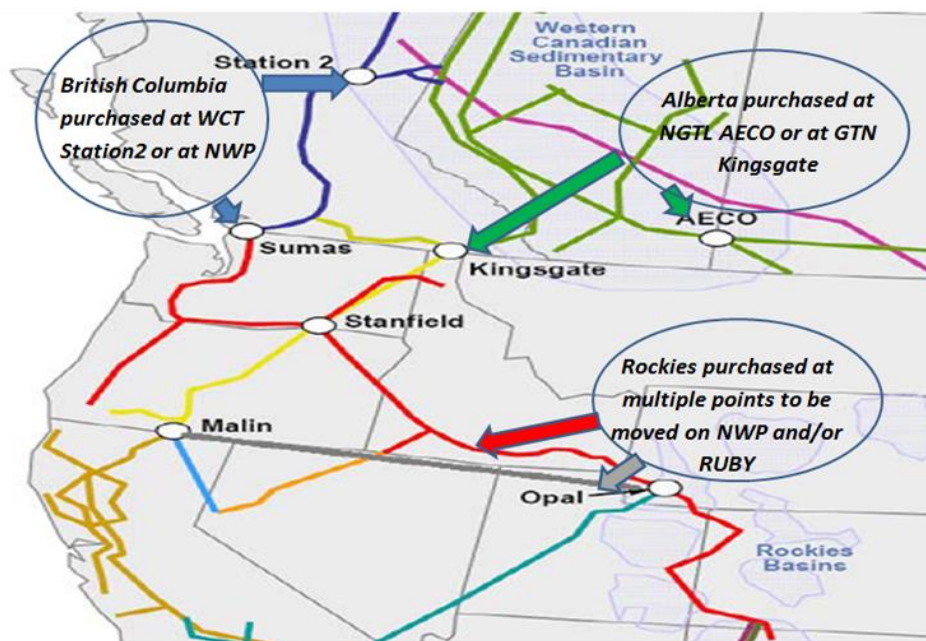 Western
Canadian
Sedimentary
Basin
Station 2
British Columbia
purchased at WCT
Station2 or at NWP
Alberta purchased at
NGTL AECO or at GTN
Kingsgate
AECO
Sumas
Kingsgate
Stanfield
Rockies purchased at
multiple points to be
moved on NWP and/or
RUBY
Malin
Opal
Rockies
Basins